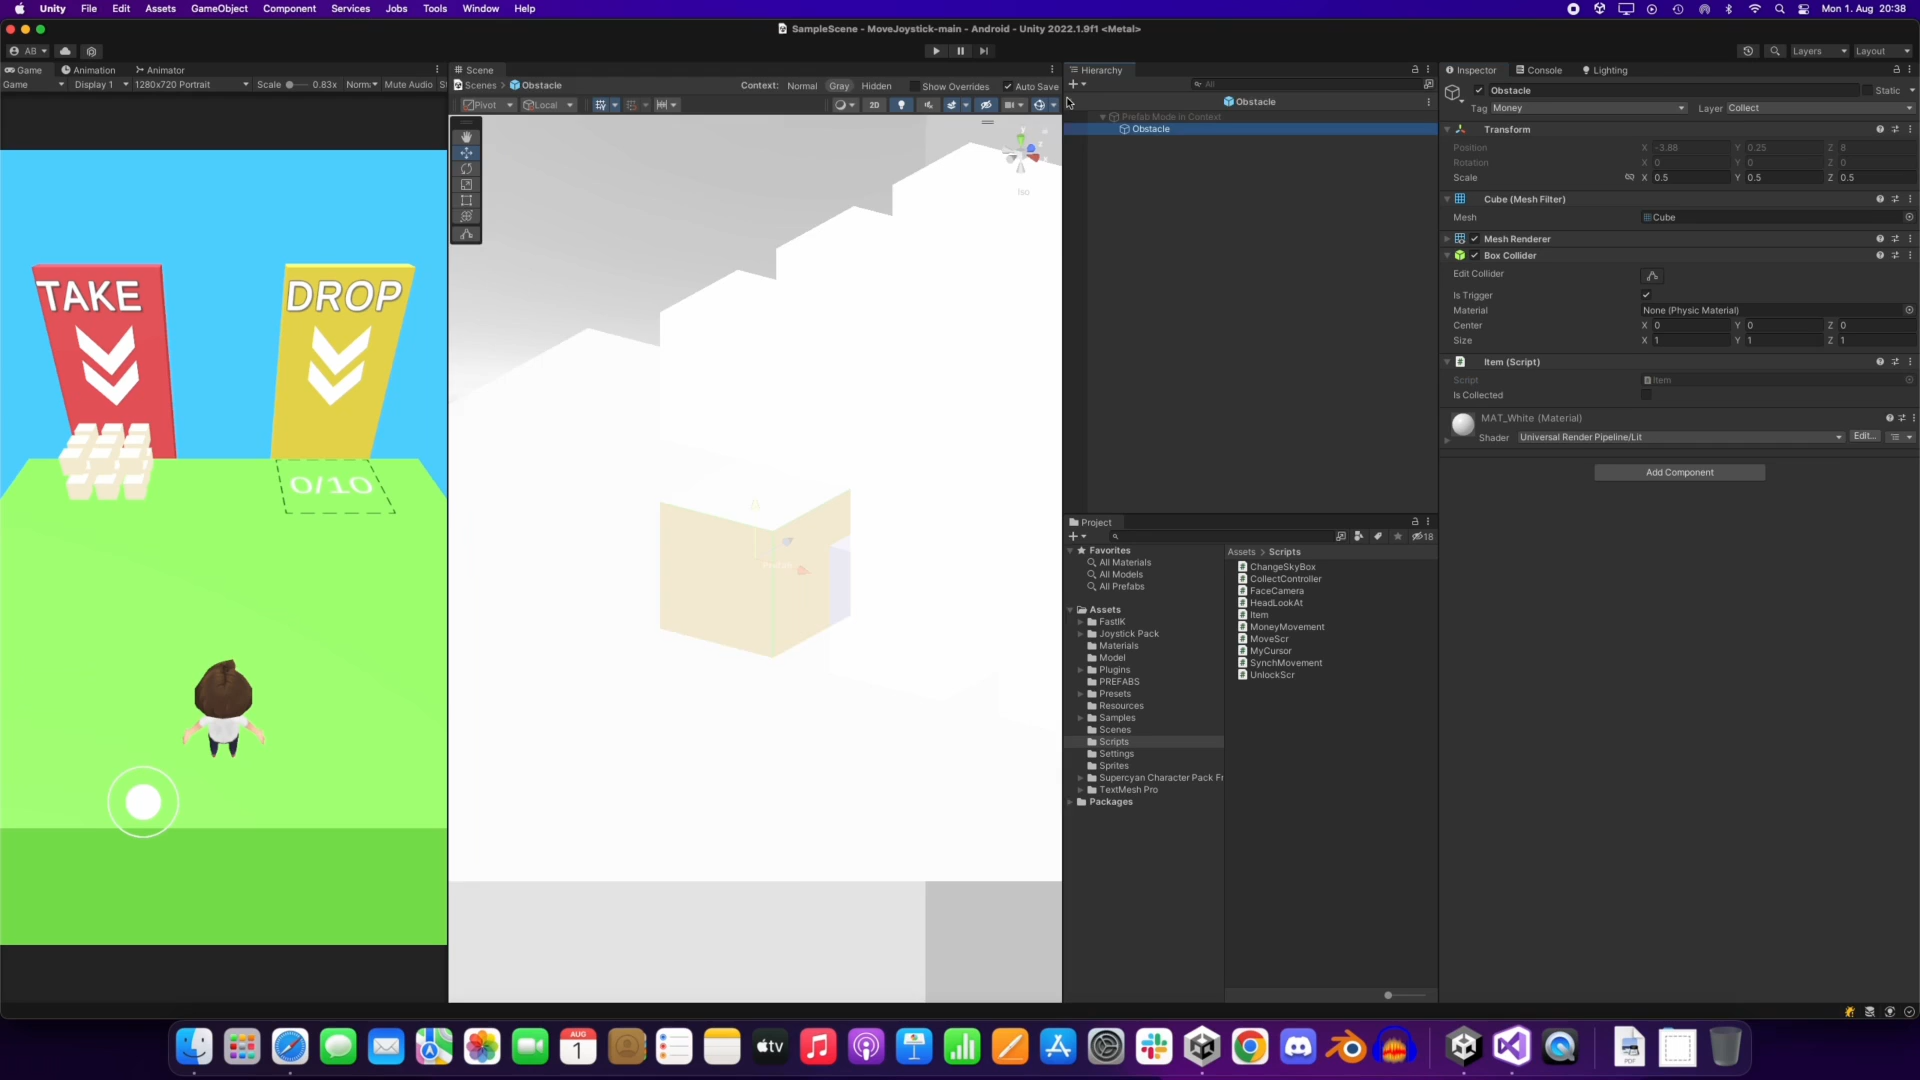 Unity File Edit Assets GameObject Component Services Jobs Tools Window Help Mon 1. Aug 20:38
SampleScene - MoveJoystick-main - Android - Unity 2022.1.9f1 <Metal>
AB Layers Layout
Game Animation Animator
Game Display 1 1280x720 Portrait Scale 0.83x Norm Mute Audio
TAKE
DROP
0/10
Scene
Scenes Obstacle Context: Normal Gray Hidden Show Overrides Auto Save
Pivot Local 2D
Iso
Hierarchy
All
Obstacle
Prefab Mode in Context
Obstacle
Project
18
Favorites
All Materials
All Models
All Prefabs
Assets
FastIK
Joystick Pack
Materials
Model
Plugins
PREFABS
Presets
Resources
Samples
Scenes
Scripts
Settings
Sprites
Supercyan Character Pack Fr
TextMesh Pro
Packages
Assets > Scripts
ChangeSkyBox
CollectController
FaceCamera
HeadLookAt
Item
MoneyMovement
MoveScr
MyCursor
SynchMovement
UnlockScr
Inspector Console Lighting
Obstacle Static
Tag Money Layer Collect
Transform
Position X -3.88 Y 0.25 Z 8
Rotation X 0 Y 0 Z 0
Scale X 0.5 Y 0.5 Z 0.5
Cube (Mesh Filter)
Mesh Cube
Mesh Renderer
Box Collider
Edit Collider
Is Trigger
Material None (Physic Material)
Center X 0 Y 0 Z 0
Size X 1 Y 1 Z 1
Item (Script)
Script Item
Is Collected
MAT_White (Material)
Shader Universal Render Pipeline/Lit Edit...
Add Component
AUG
1
tv
PDF